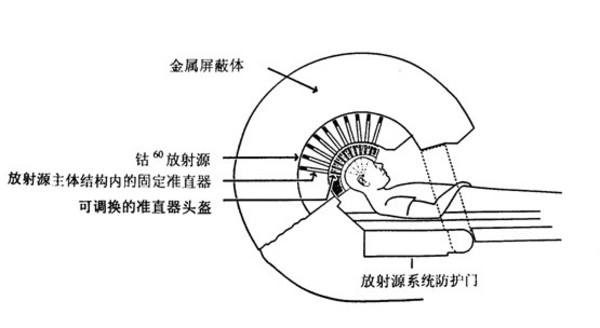 金属屏蔽体
钴60放射源
放射源主体结构内的固定准直器
可调换的准直器头盔
放射源系统防护门